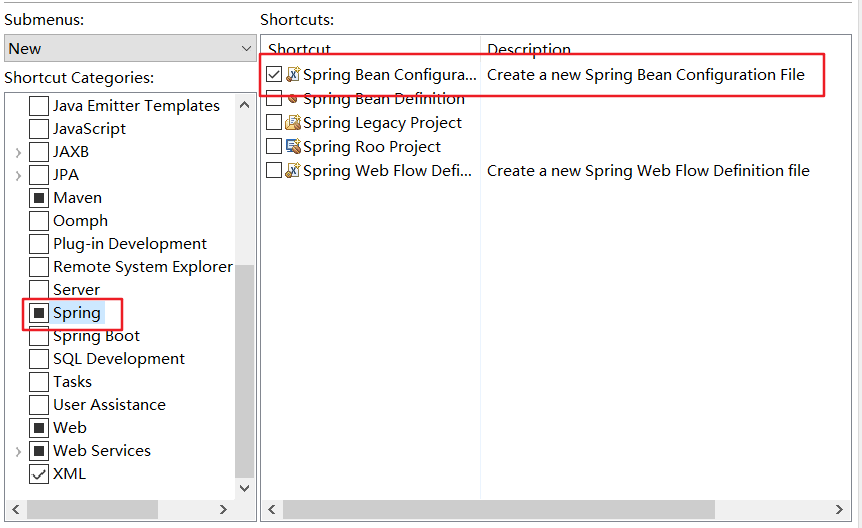 Submenus:
New
Shortcut Categories:
Java Emitter Templates
JavaScript
JAXB
JPA
Maven
Oomph
Plug-in Development
Remote System Explorer
Server
Spring
Spring Boot
SQL Development
Tasks
User Assistance
Web
Web Services
XML
Shortcuts:
Shortcut Description
Spring Bean Configura... Create a new Spring Bean Configuration File
Spring Bean Definition
Spring Legacy Project
Spring Roo Project
Spring Web Flow Defi... Create a new Spring Web Flow Definition file